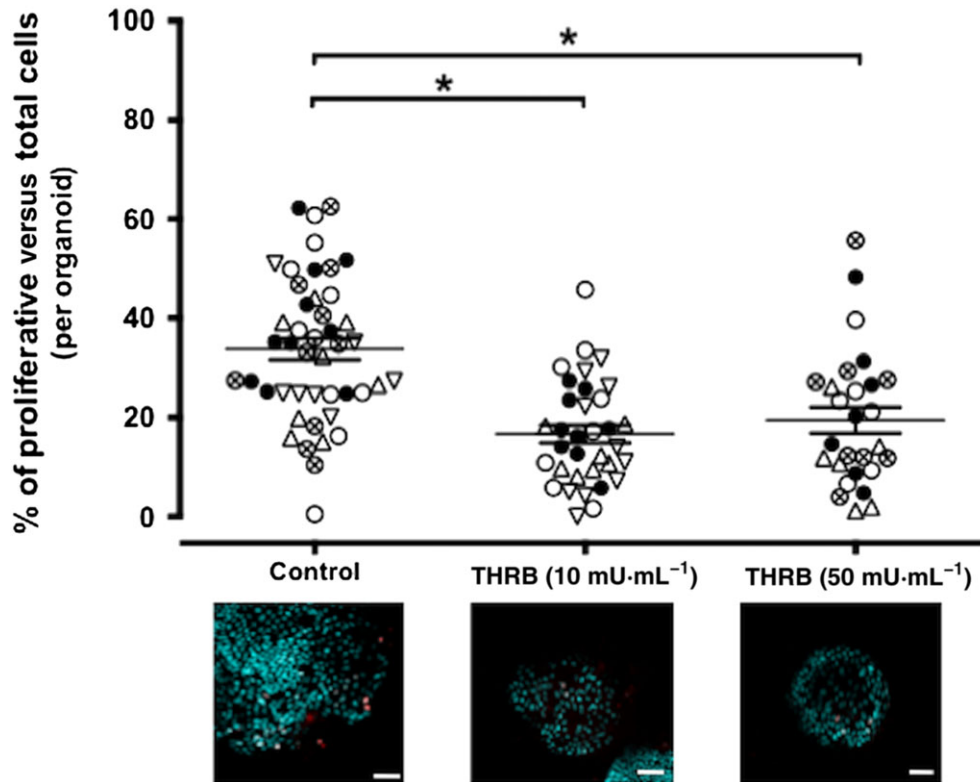 % of proliferative versus total cells
(per organoid)
100
80
60
40
20
0
*
*
Control
THRB (10 mU·mL⁻¹)
THRB (50 mU·mL⁻¹)